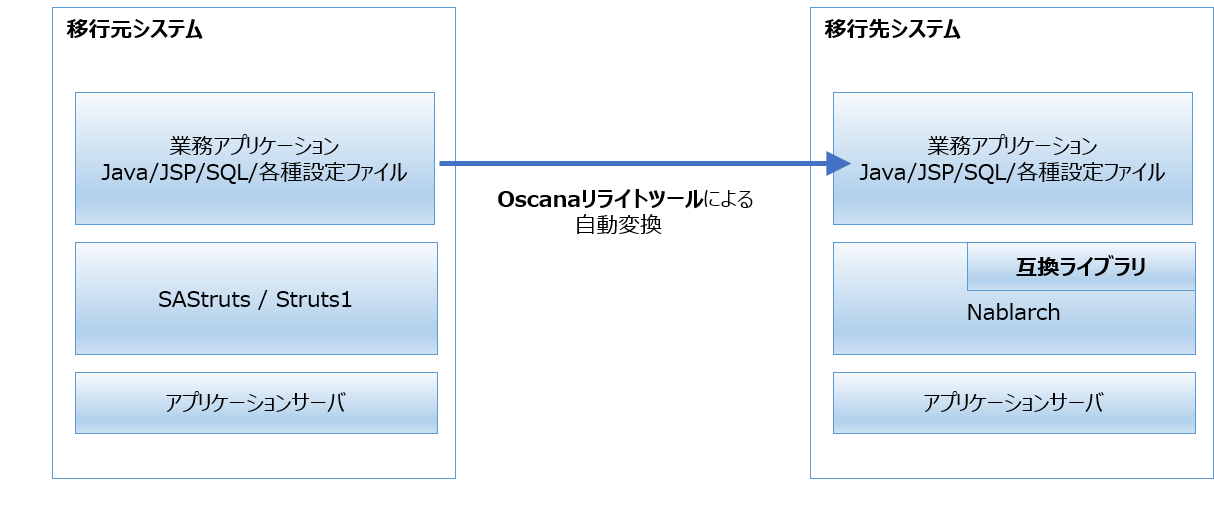 移行元システム
業務アプリケーション
Java/JSP/SQL/各種設定ファイル
SAStruts / Struts1
アプリケーションサーバ
Oscanaリライトツールによる
自動変換
移行先システム
業務アプリケーション
Java/JSP/SQL/各種設定ファイル
互換ライブラリ
Nablarch
アプリケーションサーバ